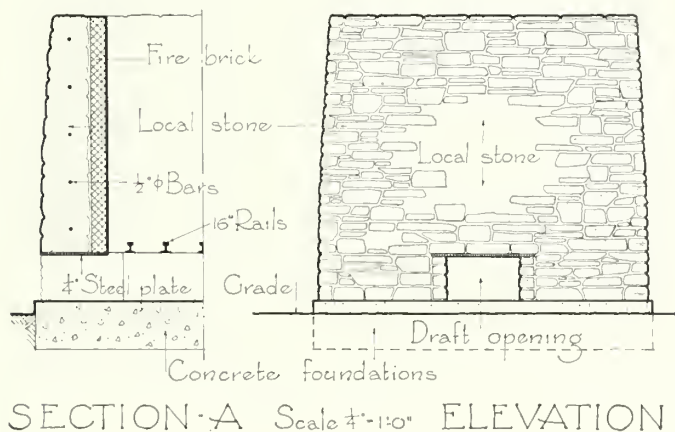 Fire brick
Local stone
Local stone
½"ϕ Bars
16" Rails
¼" Steel plate
Grade
Draft opening
Concrete foundations
SECTION·A Scale ¼"-1'-0" ELEVATION